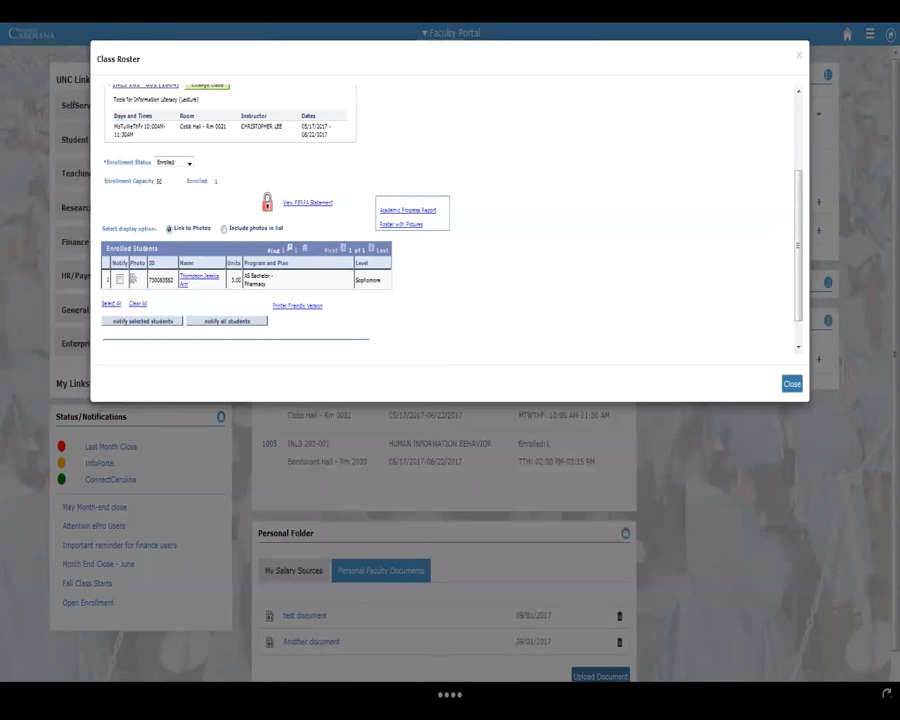 CAROLINA
▼ Faculty Portal
Class Roster
x
Change Class
Tools for Information Literacy (Lecture)
Days and Times Room Instructor Dates
MoTuWeThFr 10:00AM- Cobb Hall - Rm 0021 CHRISTOPHER LEE 05/17/2017 -
11:30AM 06/22/2017
*Enrollment Status Enrolled
Enrollment Capacity 50 Enrolled 1
View FERPA Statement
Academic Progress Report
Roster with Pictures
Select display option: Link to Photos Include photos in list
Enrolled Students Find | | First 1 of 1 Last
Notify Photo ID Name Units Program and Plan Level
1 730083582 Thompson,Jessica 3.00 AS Bachelor - Sophomore
Ann Pharmacy
Select All Clear All Printer Friendly Version
notify selected students notify all students
Close
UNC Link
SelfServ
Student
Teachin
Researc
Finance
HR/Pay
General
Enterpri
My Links
Status/Notifications
Last Month Close
InfoPorte
ConnectCarolina
May Month-end close
Attention ePro Users
Important reminder for finance users
Month End Close - June
Fall Class Starts
Open Enrollment
Cobb Hall - Rm 0021 05/17/2017-06/22/2017 MTWTHF: 10:00 AM-11:30 AM
1005 INLS 203-001 HUMAN INFORMATION BEHAVIOR Enrolled:1
05/17/2017-06/22/2017 TTH: 02:00 PM-03:15 PM
Personal Folder
My Salary Sources Personal Faculty Documents
test document 09/01/2017
Another document 09/01/2017
Upload Document